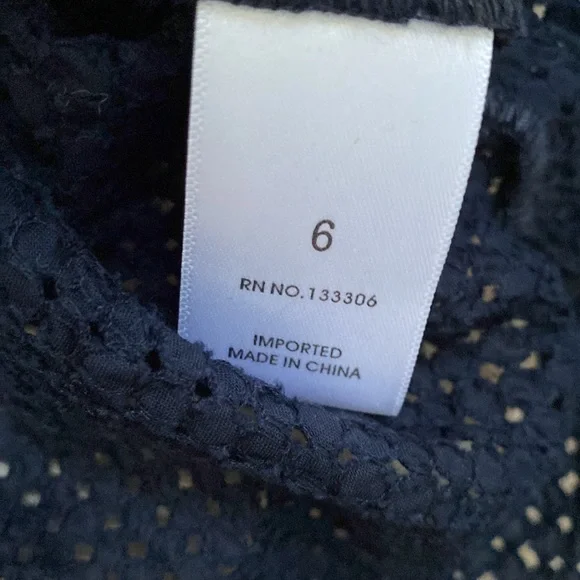 6
RN NO.133306
IMPORTED
MADE IN CHINA